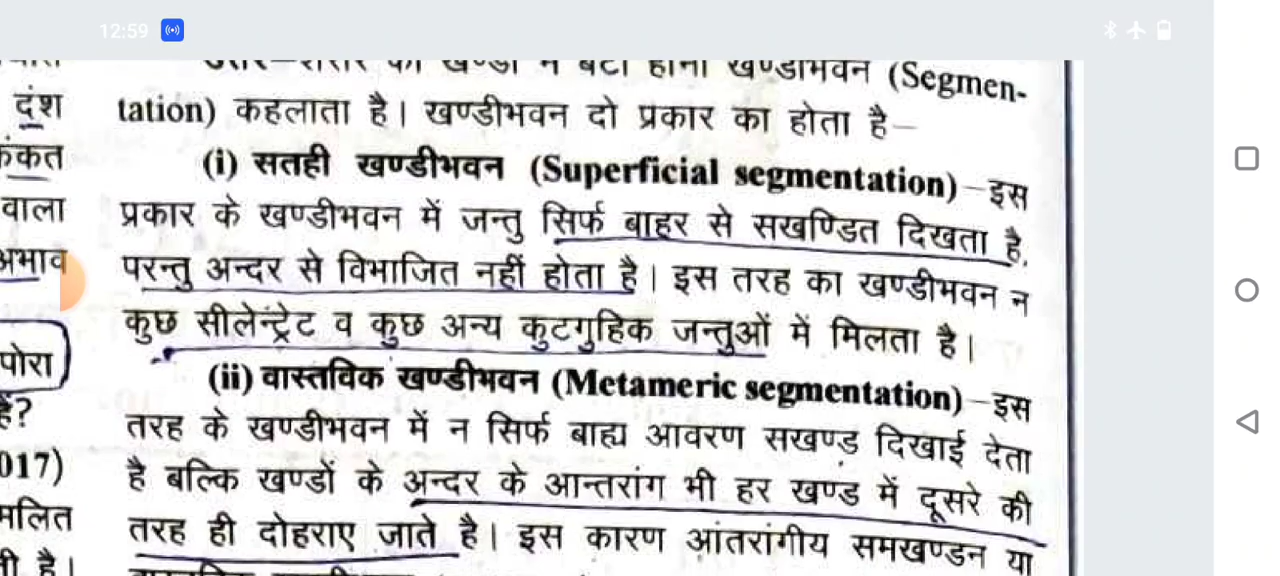 12:59
खण्डीभवन (Segmen-
tation) कहलाता है। खण्डीभवन दो प्रकार का होता है–
(i) सतही खण्डीभवन (Superficial segmentation)–इस
प्रकार के खण्डीभवन में जन्तु सिर्फ बाहर से सखण्डित दिखता है,
परन्तु अन्दर से विभाजित नहीं होता है। इस तरह का खण्डीभवन न
कुछ सीलेन्ट्रेट व कुछ अन्य कुटगुहिक जन्तुओं में मिलता है।
(ii) वास्तविक खण्डीभवन (Metameric segmentation)–इस
तरह के खण्डीभवन में न सिर्फ बाह्य आवरण सखण्ड दिखाई देता
है बल्कि खण्डों के अन्दर के आन्तरांग भी हर खण्ड में दूसरे की
तरह ही दोहराए जाते है। इस कारण आंतरांगीय समखण्डन या
दंश
वाला
पोरा
017)